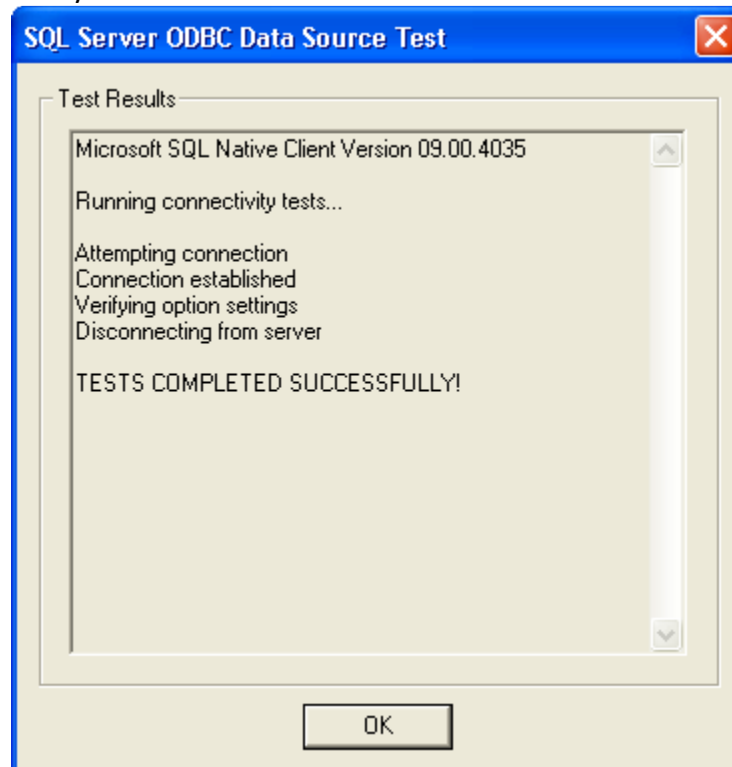 SQL Server ODBC Data Source Test
Test Results
Microsoft SQL Native Client Version 09.00.4035
Running connectivity tests...
Attempting connection
Connection established
Verifying option settings
Disconnecting from server
TESTS COMPLETED SUCCESSFULLY!
OK